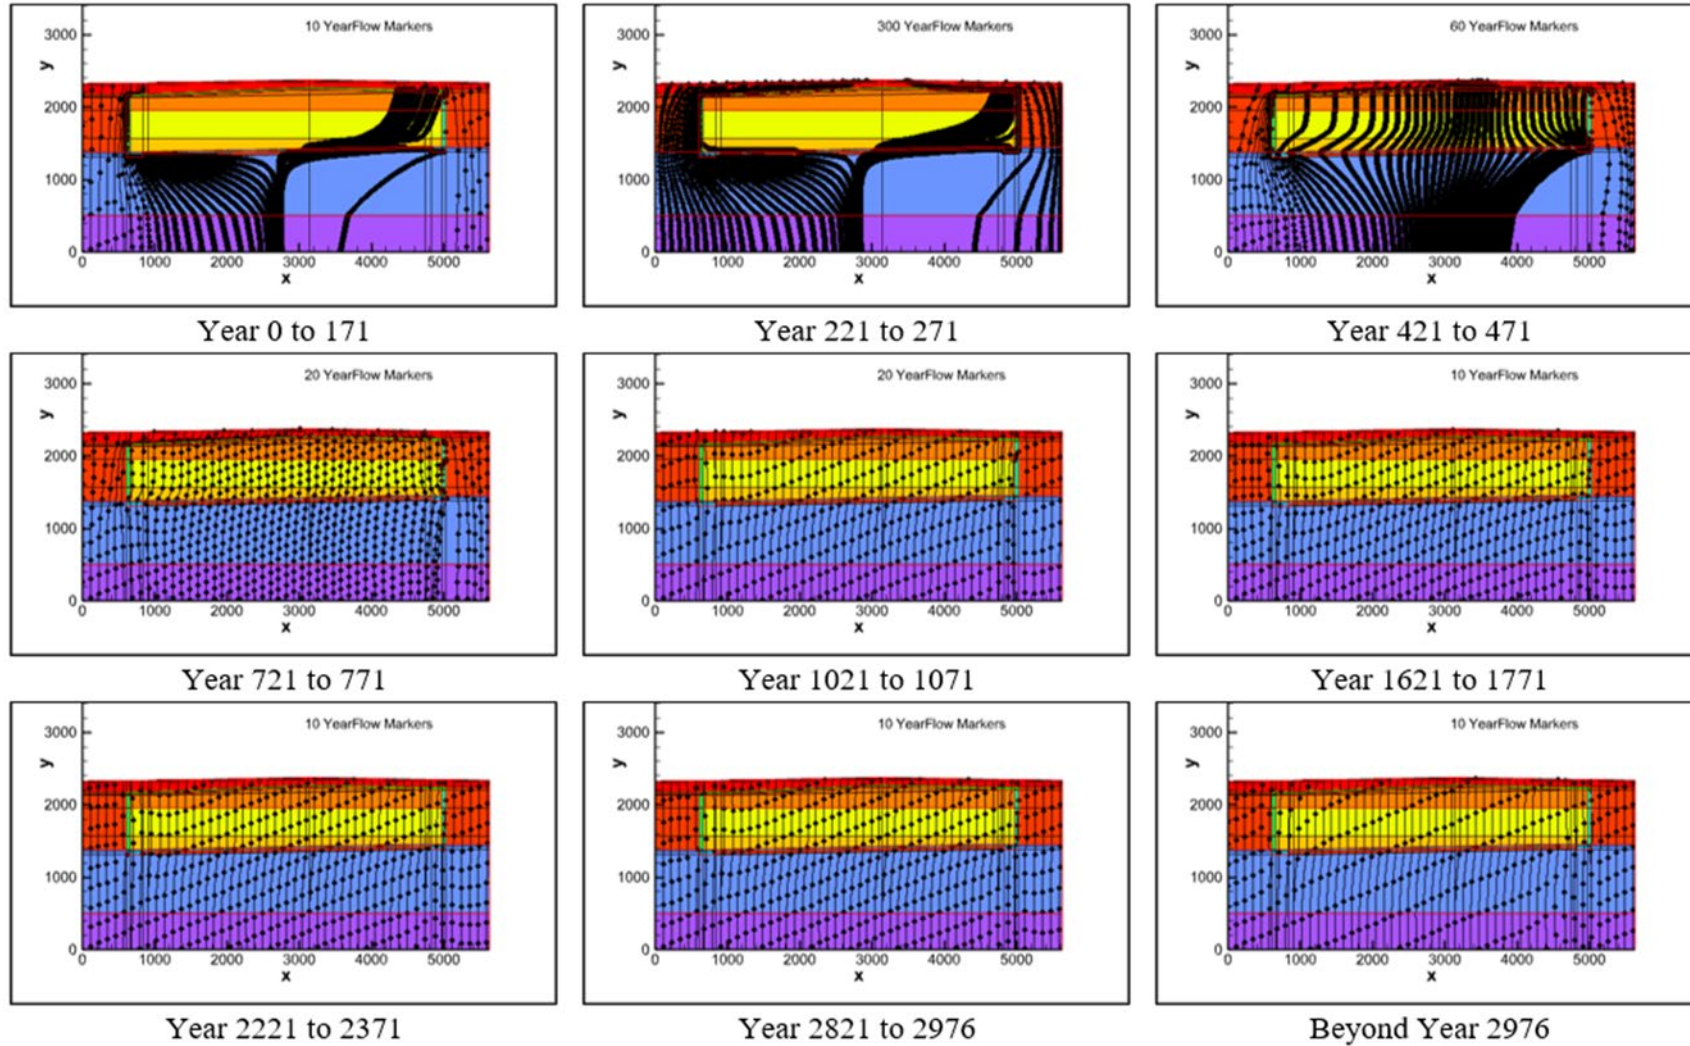 10 YearFlow Markers
3000
2000
1000
0
y
0 1000 2000 3000 4000 5000
x
Year 0 to 171
300 YearFlow Markers
3000
2000
1000
0
y
0 1000 2000 3000 4000 5000
x
Year 221 to 271
60 YearFlow Markers
3000
2000
1000
0
y
0 1000 2000 3000 4000 5000
x
Year 421 to 471
20 YearFlow Markers
3000
2000
1000
0
y
0 1000 2000 3000 4000 5000
x
Year 721 to 771
20 YearFlow Markers
3000
2000
1000
0
y
0 1000 2000 3000 4000 5000
x
Year 1021 to 1071
10 YearFlow Markers
3000
2000
1000
0
y
0 1000 2000 3000 4000 5000
x
Year 1621 to 1771
10 YearFlow Markers
3000
2000
1000
0
y
0 1000 2000 3000 4000 5000
x
Year 2221 to 2371
10 YearFlow Markers
3000
2000
1000
0
y
0 1000 2000 3000 4000 5000
x
Year 2821 to 2976
10 YearFlow Markers
3000
2000
1000
0
y
0 1000 2000 3000 4000 5000
x
Beyond Year 2976